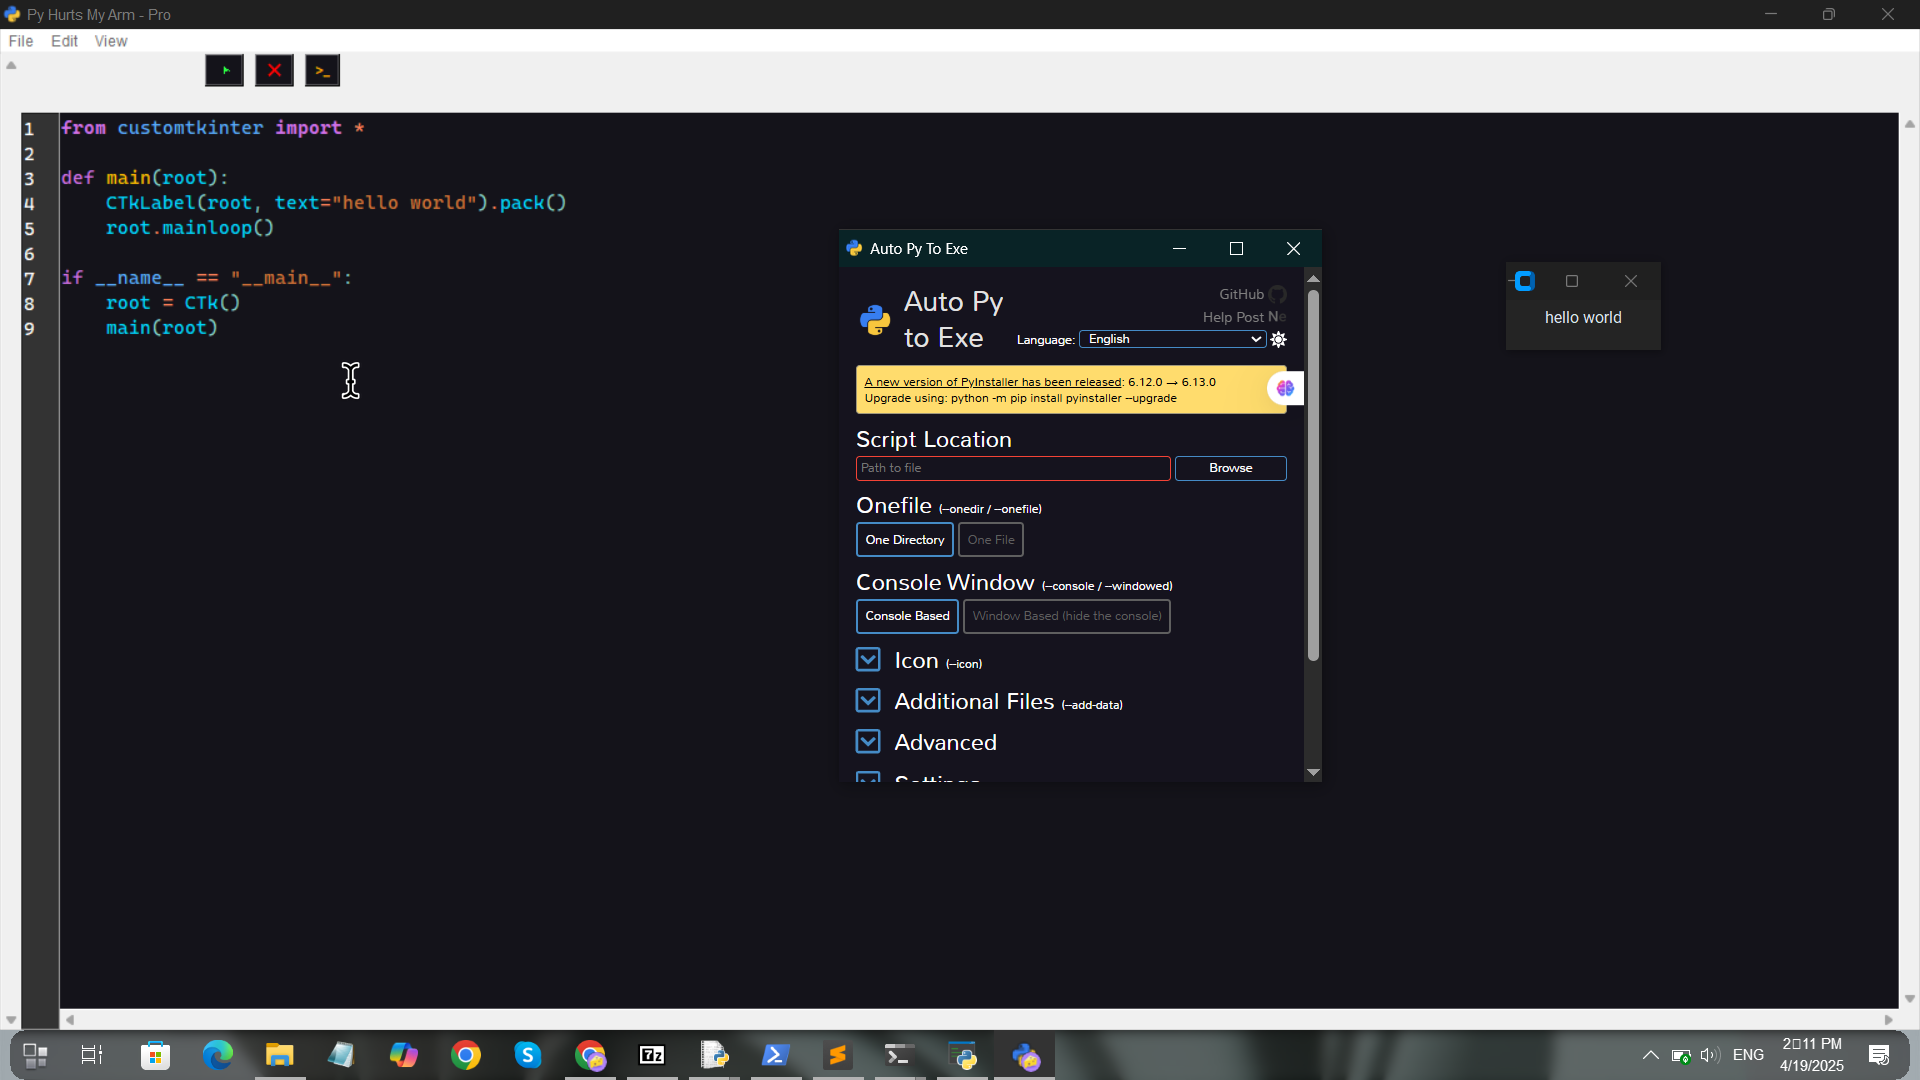 Py Hurts My Arm - Pro
File Edit View
>_
1 from customtkinter import *
2
3 def main(root):
4 CTkLabel(root, text="hello world").pack()
5 root.mainloop()
6
7 if __name__ == "__main__":
8 root = CTk()
9 main(root)
Auto Py To Exe
Auto Py
to Exe
GitHub
Help Post Ne
Language: English
A new version of PyInstaller has been released: 6.12.0 → 6.13.0
Upgrade using: python -m pip install pyinstaller --upgrade
Script Location
Path to file Browse
Onefile (--onedir / --onefile)
One Directory One File
Console Window (--console / --windowed)
Console Based Window Based (hide the console)
Icon (--icon)
Additional Files (--add-data)
Advanced
Settings
hello world
7z
ENG
2▯11 PM
4/19/2025